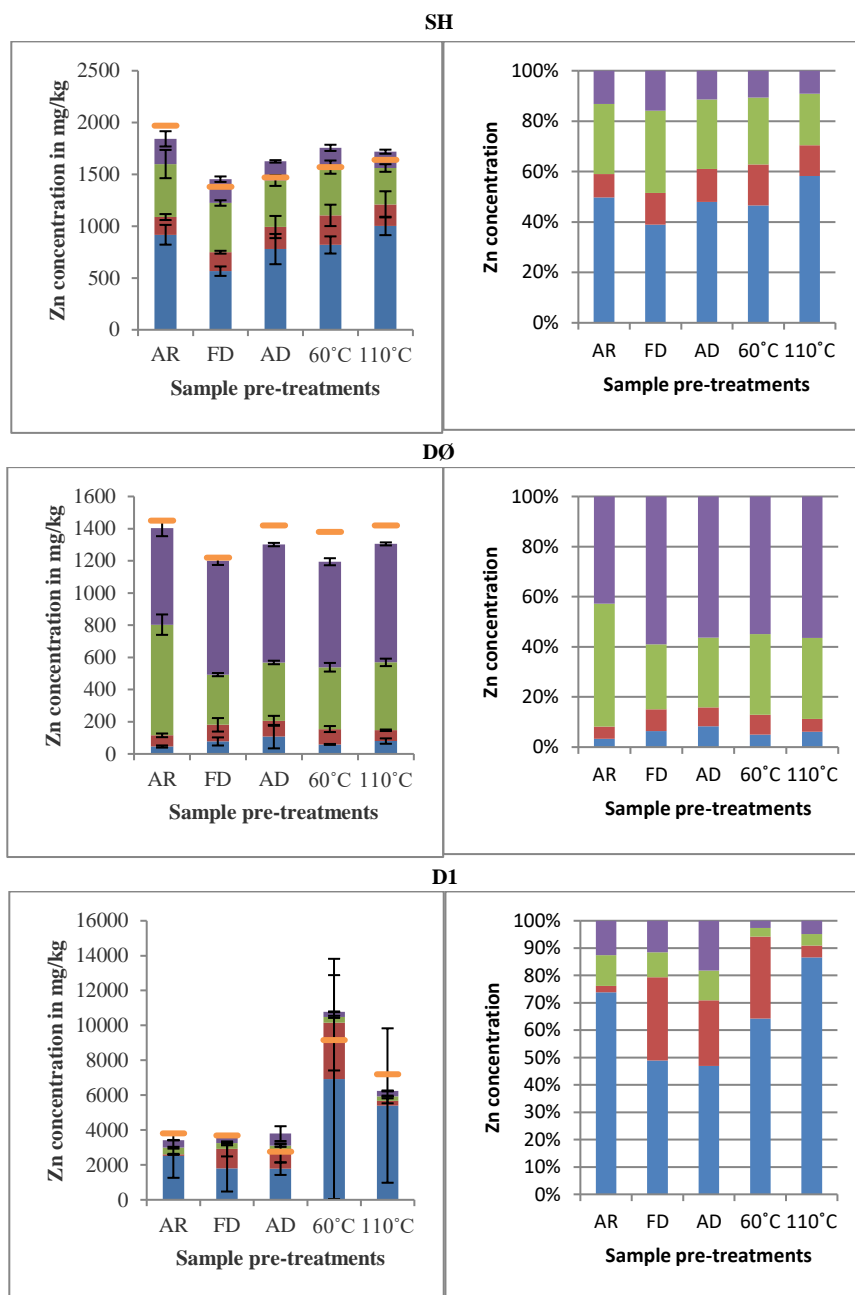 SH
Zn concentration in mg/kg
2500
2000
1500
1000
500
0
AR FD AD 60˚C 110˚C
Sample pre-treatments
Zn concentration
100%
80%
60%
40%
20%
0%
AR FD AD 60˚C 110˚C
Sample pre-treatments
DØ
Zn concentration in mg/kg
1600
1400
1200
1000
800
600
400
200
0
AR FD AD 60˚C 110˚C
Sample pre-treatments
Zn concentration
100%
80%
60%
40%
20%
0%
AR FD AD 60˚C 110˚C
Sample pre-treatments
D1
Zn concentration in mg/kg
16000
14000
12000
10000
8000
6000
4000
2000
0
AR FD AD 60˚C 110˚C
Sample pre-treatments
Zn concentration
100%
90%
80%
70%
60%
50%
40%
30%
20%
10%
0%
AR FD AD 60˚C 110˚C
Sample pre-treatments